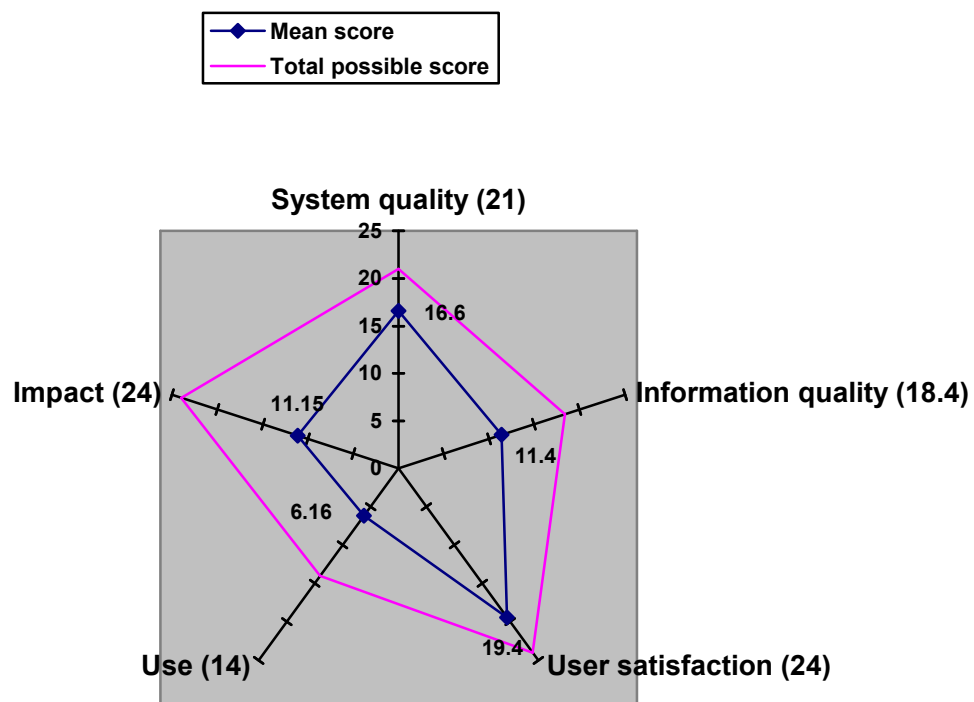 Mean score
Total possible score
System quality (21)
25
20
15
16.6
10
Impact (24)
Information quality (18.4)
11.15
5
11.4
0
6.16
19.4
Use (14)
User satisfaction (24)